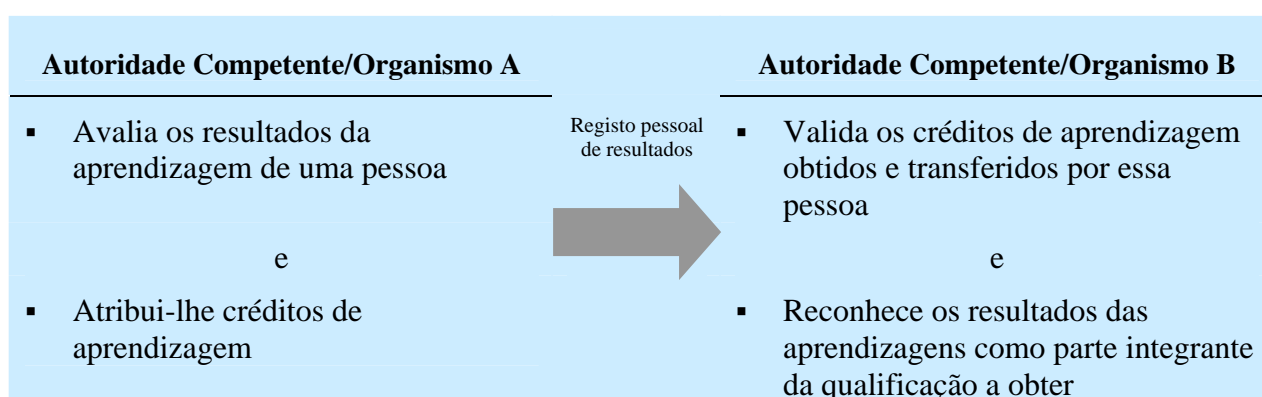 Autoridade Competente/Organismo A
▪ Avalia os resultados da
aprendizagem de uma pessoa
e
▪ Atribui-lhe créditos de
aprendizagem
Registo pessoal
de resultados
Autoridade Competente/Organismo B
▪ Valida os créditos de aprendizagem
obtidos e transferidos por essa
pessoa
e
▪ Reconhece os resultados das
aprendizagens como parte integrante
da qualificação a obter